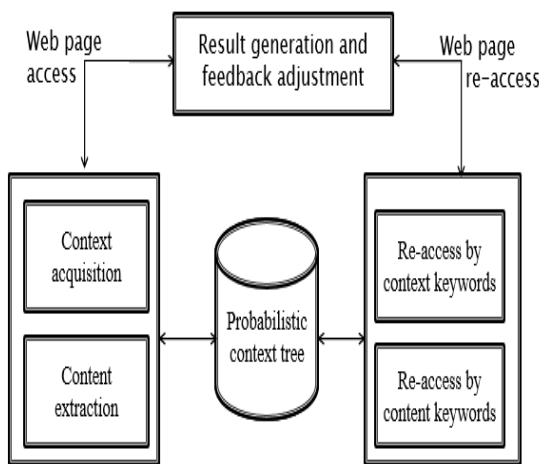 Web page
access
Result generation and
feedback adjustment
Web page
re-access
Context
acquisition
Content
extraction
Probabilistic
context tree
Re-access by
context keywords
Re-access by
content keywords